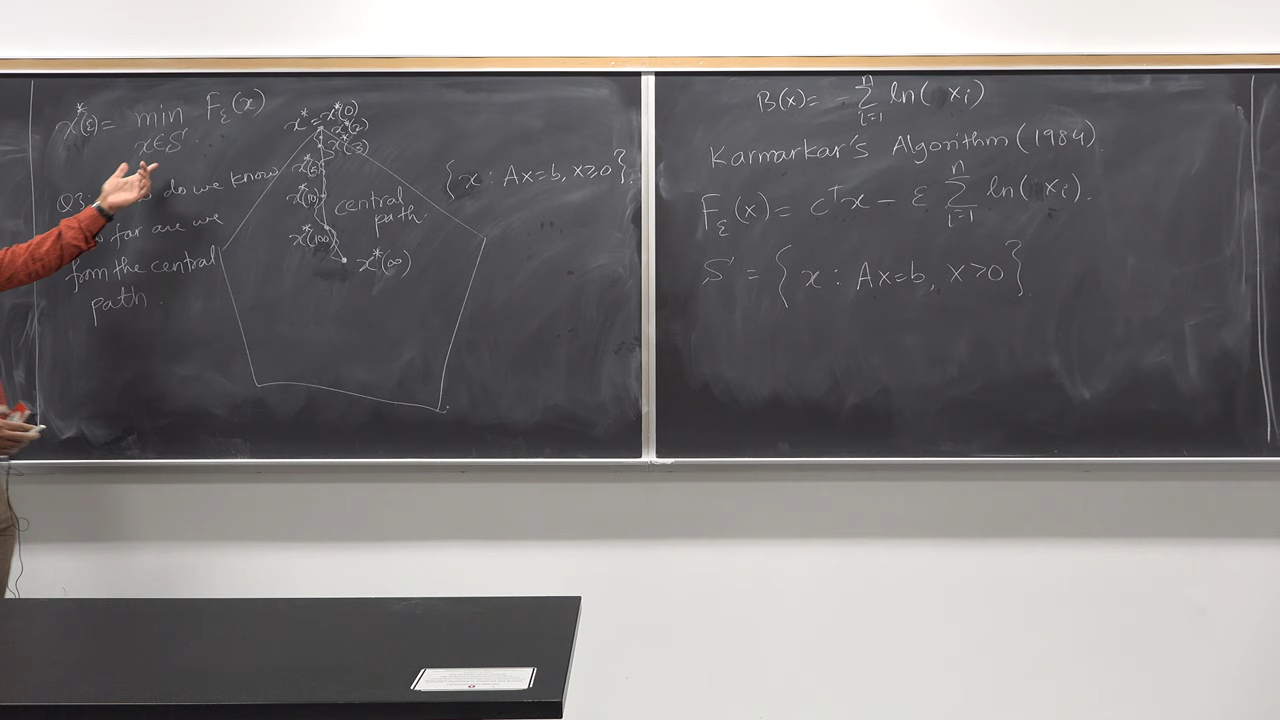 x*(ε) = min F_ε(x)
x∈S'.
Q3: do we know
far are we
from the central
path.
x* = x*(0)
x*(2)
x*(3)
x*(10)
x*(100)
x*(∞)
central
path.
{x : Ax=b, x≥0}.
B(x) = - Σ_{i=1}^{n} ln( x_i)
Karmarkar's Algorithm (1984).
F_ε(x) = c^T x - ε Σ_{i=1}^{n} ln( x_i).
S' = {x : Ax=b, x>0}